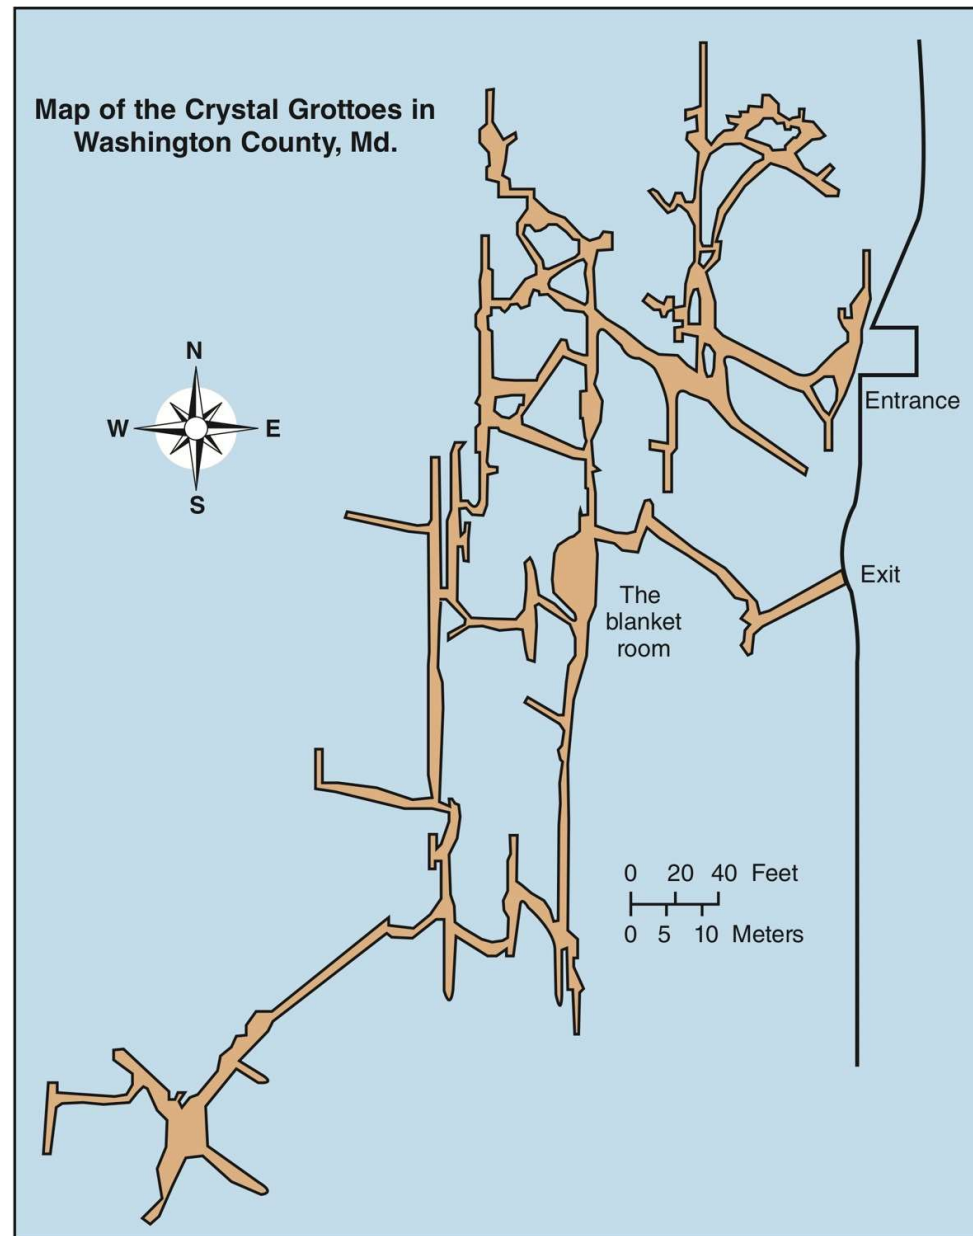 Map of the Crystal Grottoes in
Washington County, Md.
N
W
E
S
Entrance
Exit
The
blanket
room
0 20 40 Feet
0 5 10 Meters